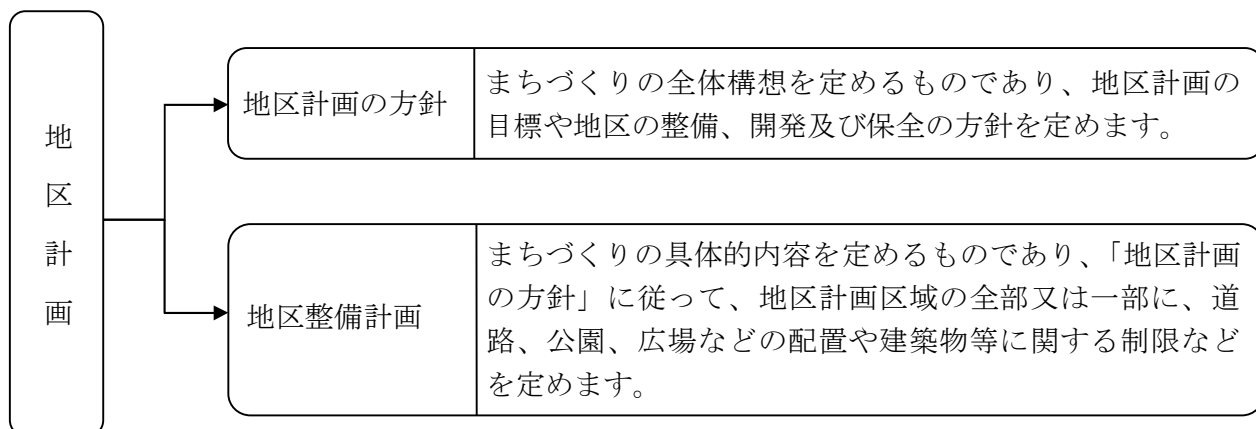 地区計画
地区計画の方針
まちづくりの全体構想を定めるものであり、地区計画の
目標や地区の整備、開発及び保全の方針を定めます。
地区整備計画
まちづくりの具体的内容を定めるものであり、「地区計画
の方針」に従って、地区計画区域の全部又は一部に、道
路、公園、広場などの配置や建築物等に関する制限など
を定めます。